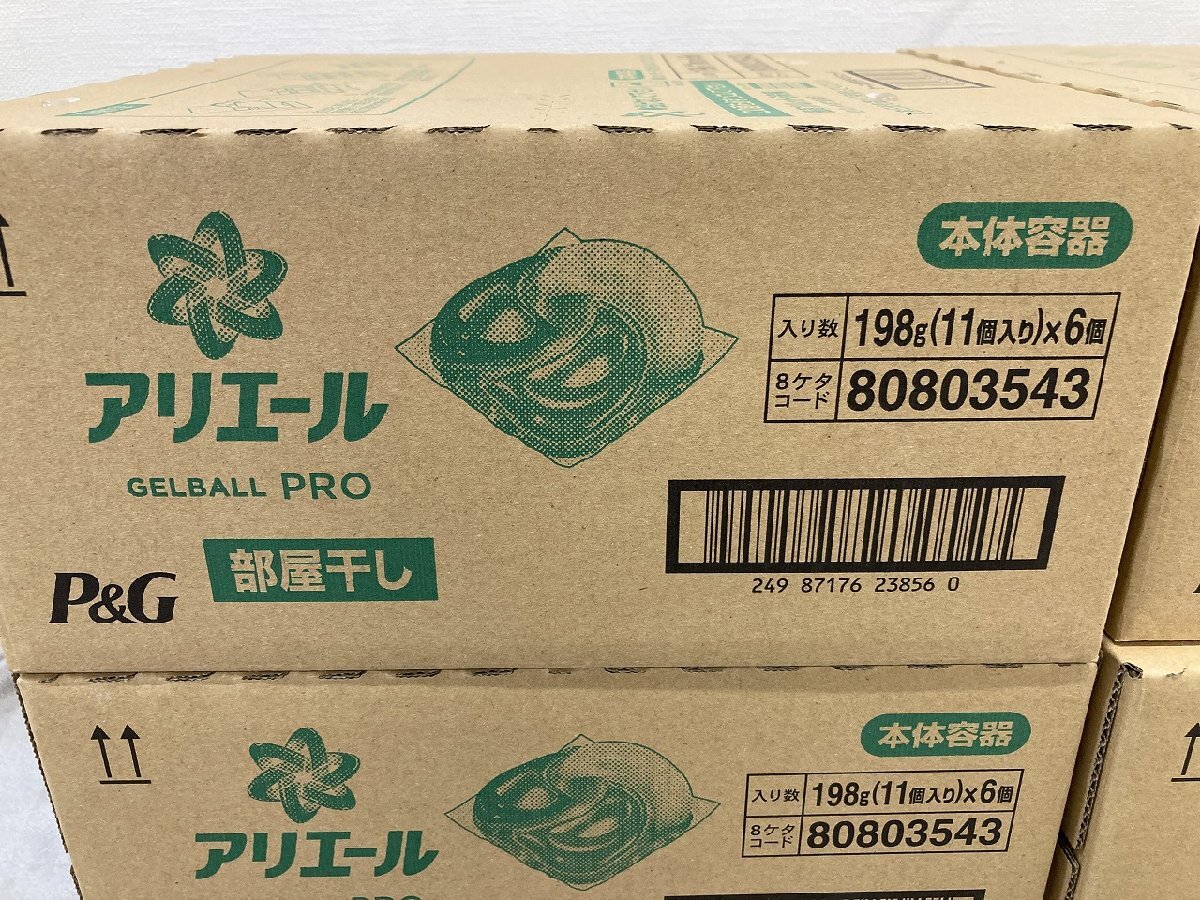 本体容器
入り数 198g(11個入り)×6個
8ケタコード 80803543
アリエール
GELBALL PRO
部屋干し
P&G
249 87176 23856 0
本体容器
入り数 198g(11個入り)×6個
8ケタコード 80803543
アリエール
PRO